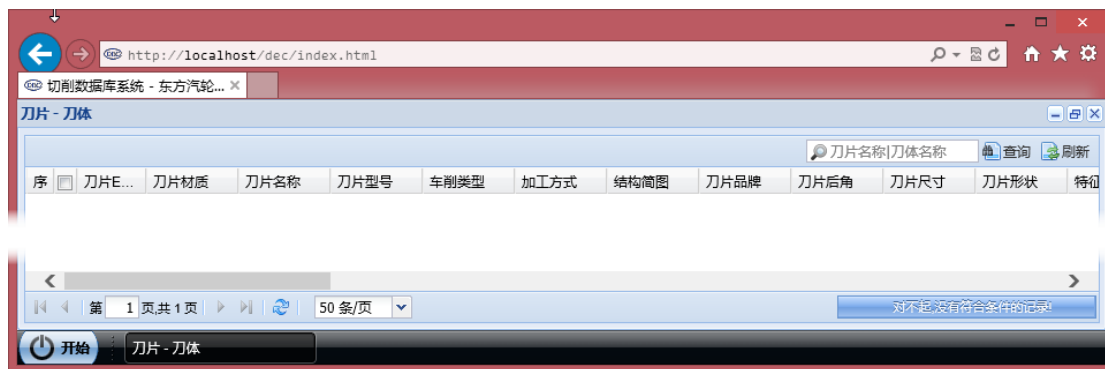 http://localhost/dec/index.html
切削数据库系统 - 东方汽轮...
刀片 - 刀体
刀片名称|刀体名称 查询 刷新
序 刀片E... 刀片材质 刀片名称 刀片型号 车削类型 加工方式 结构简图 刀片品牌 刀片后角 刀片尺寸 刀片形状 特征
第 1 页,共 1 页 50 条/页 对不起,没有符合条件的记录!
开始 刀片 - 刀体